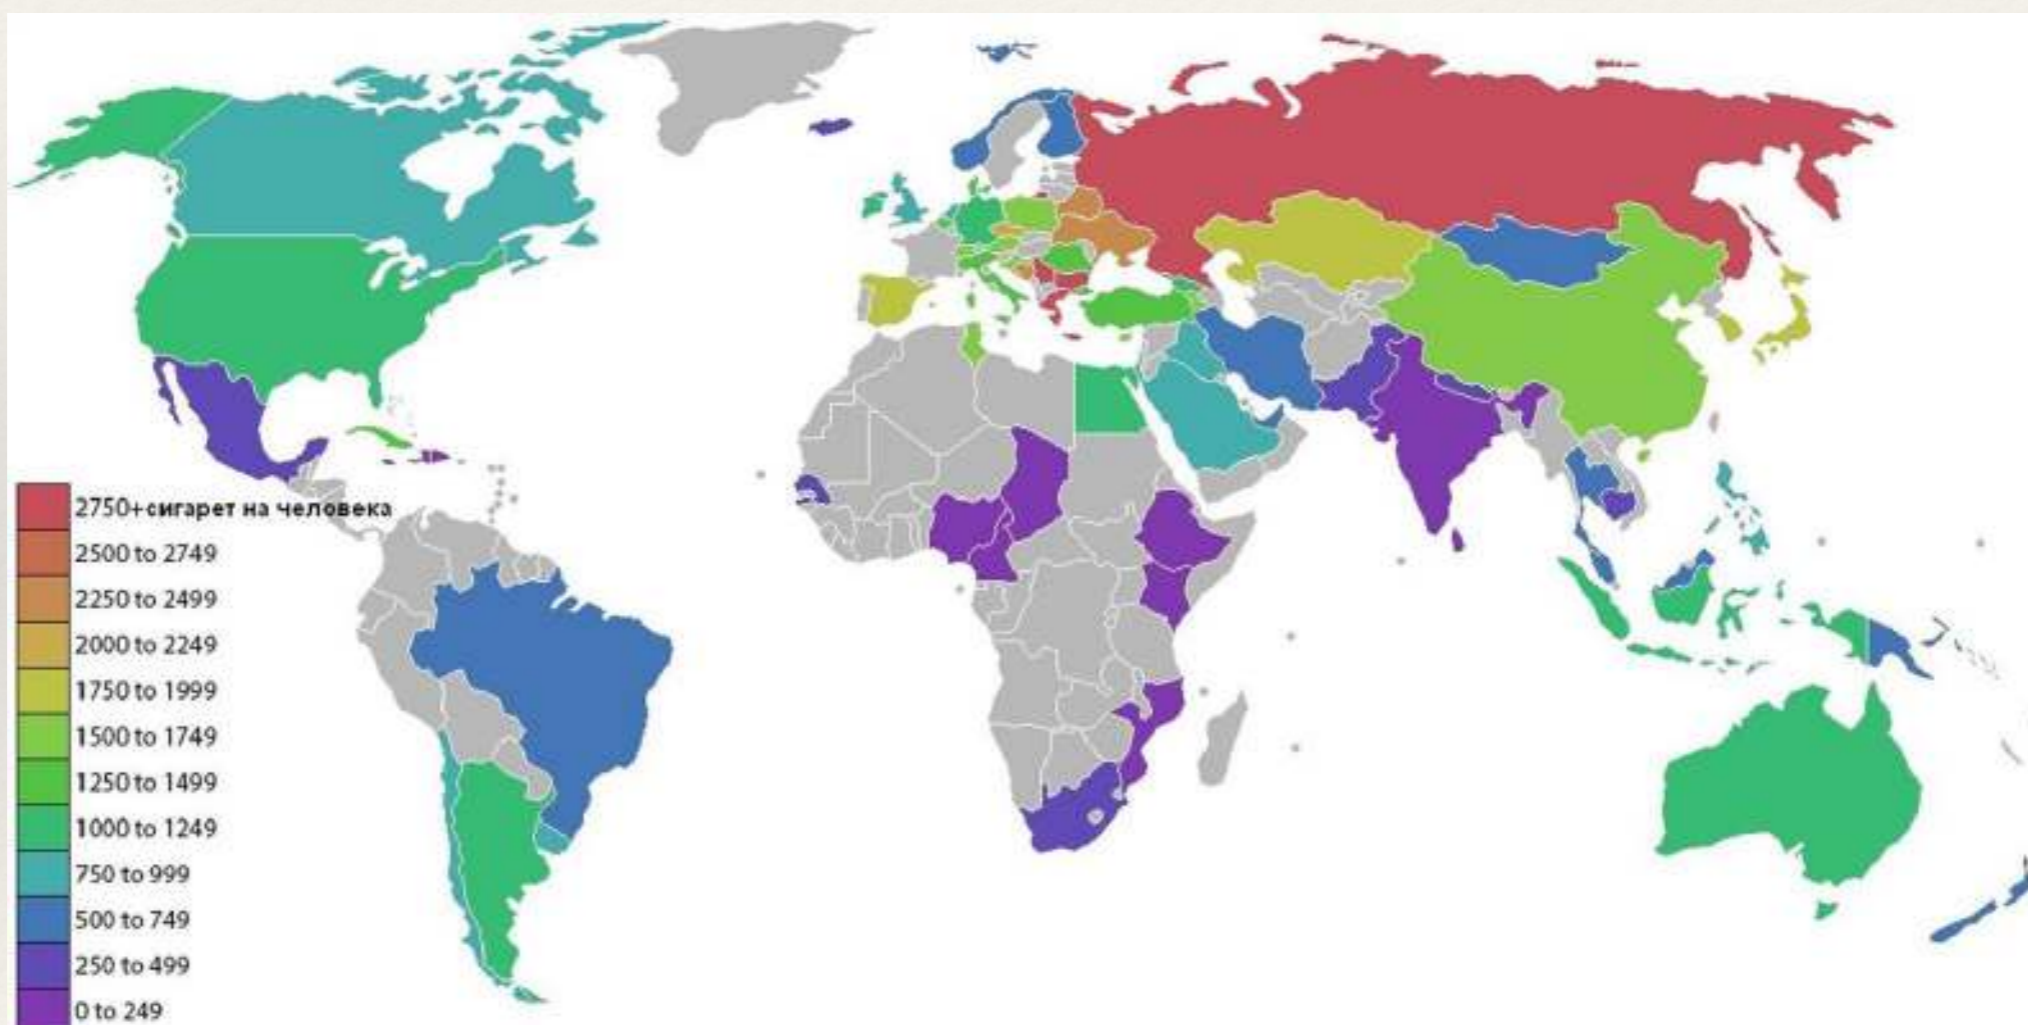 2750+сигарет на человека
2500 to 2749
2250 to 2499
2000 to 2249
1750 to 1999
1500 to 1749
1250 to 1499
1000 to 1249
750 to 999
500 to 749
250 to 499
0 to 249